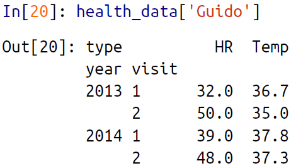 In[20]: health_data['Guido']
Out[20]: type HR Temp
year visit
2013 1 32.0 36.7
2 50.0 35.0
2014 1 39.0 37.8
2 48.0 37.3